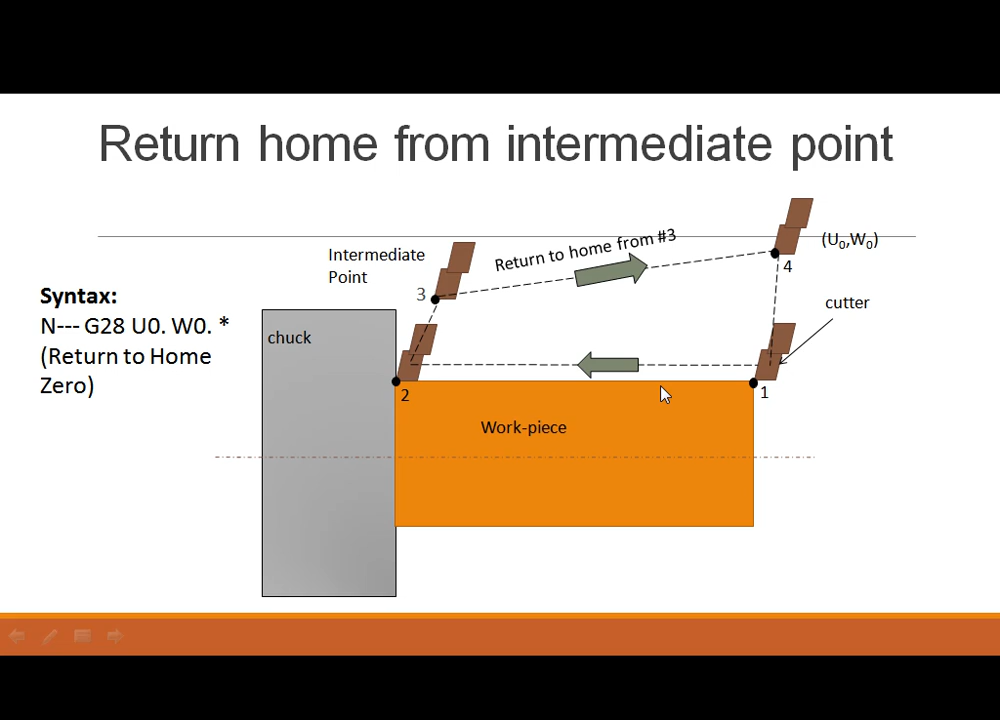 Return home from intermediate point
Return to home from #3
(U₀,W₀)
Intermediate
Point
4
3
Syntax:
N--- G28 U0. W0. *
(Return to Home
Zero)
cutter
chuck
2
1
Work-piece